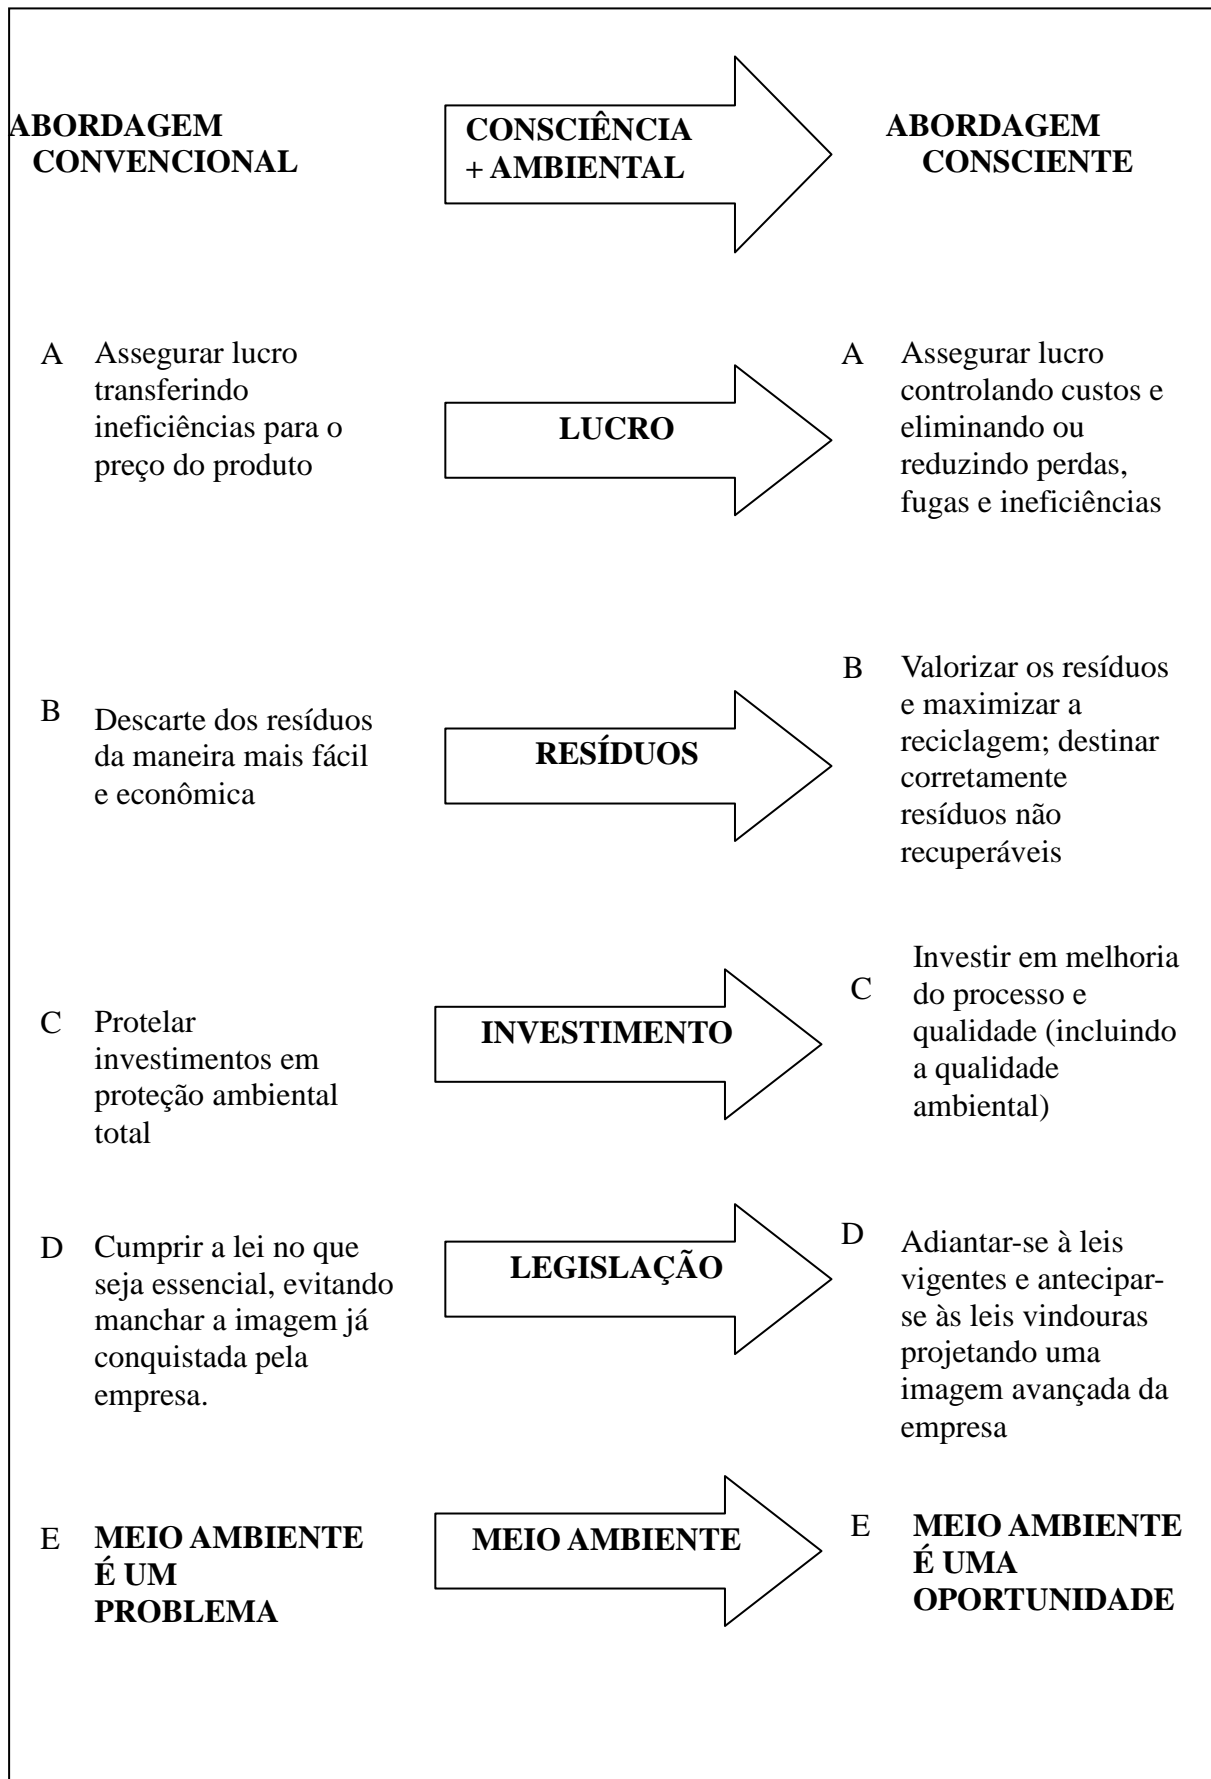 ABORDAGEM
CONVENCIONAL
CONSCIÊNCIA
+ AMBIENTAL
ABORDAGEM
CONSCIENTE
A Assegurar lucro
transferindo
ineficiências para o
preço do produto
LUCRO
A Assegurar lucro
controlando custos e
eliminando ou
reduzindo perdas,
fugas e ineficiências
B Descarte dos resíduos
da maneira mais fácil
e econômica
RESÍDUOS
B Valorizar os resíduos
e maximizar a
reciclagem; destinar
corretamente
resíduos não
recuperáveis
C Protelar
investimentos em
proteção ambiental
total
INVESTIMENTO
C Investir em melhoria
do processo e
qualidade (incluindo
a qualidade
ambiental)
D Cumprir a lei no que
seja essencial, evitando
manchar a imagem já
conquistada pela
empresa.
LEGISLAÇÃO
D Adiantar-se à leis
vigentes e antecipar-
se às leis vindouras
projetando uma
imagem avançada da
empresa
E MEIO AMBIENTE
É UM
PROBLEMA
MEIO AMBIENTE
E MEIO AMBIENTE
É UMA
OPORTUNIDADE